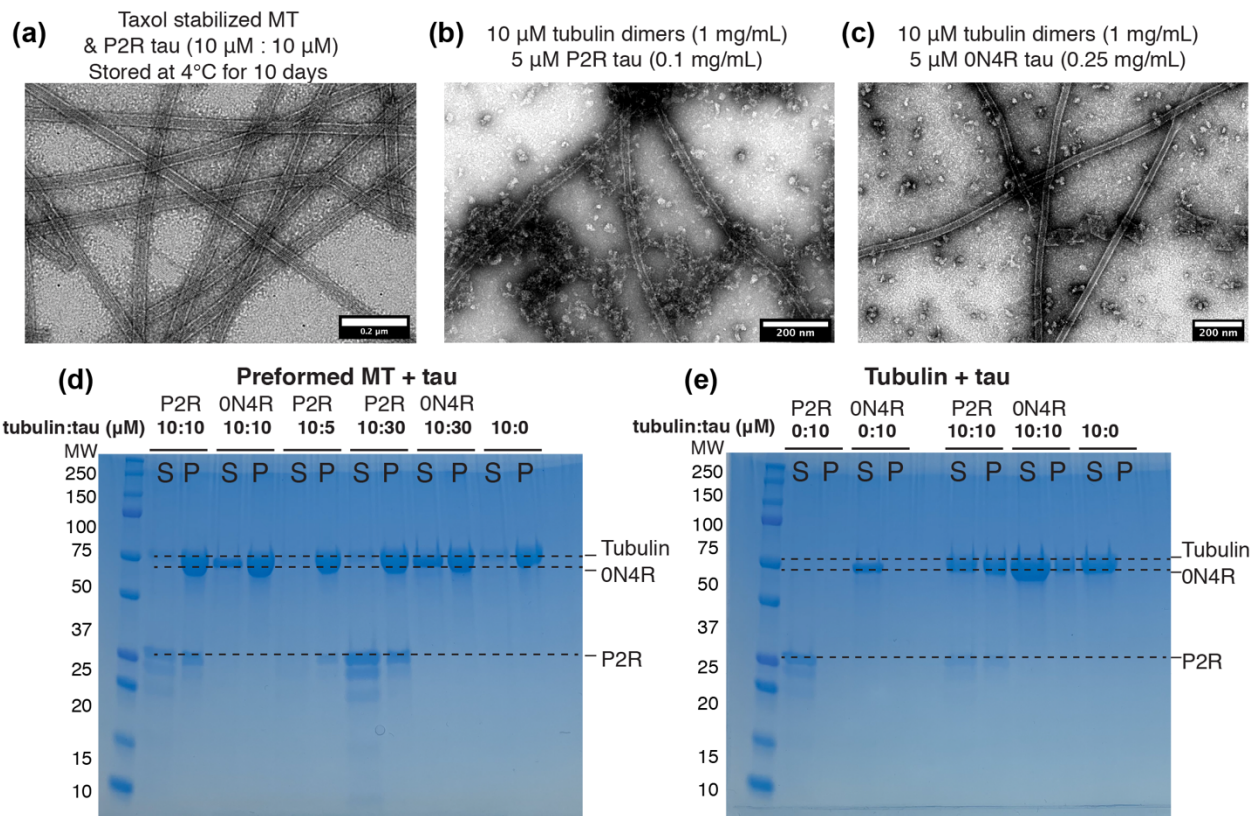 (a)
Taxol stabilized MT
& P2R tau (10 µM : 10 µM)
Stored at 4°C for 10 days
0.2 µm
(b)
10 µM tubulin dimers (1 mg/mL)
5 µM P2R tau (0.1 mg/mL)
200 nm
(c)
10 µM tubulin dimers (1 mg/mL)
5 µM 0N4R tau (0.25 mg/mL)
200 nm
(d)
Preformed MT + tau
P2R 0N4R P2R P2R 0N4R
tubulin:tau (µM) 10:10 10:10 10:5 10:30 10:30 10:0
MW
S P S P S P S P S P S P
250
150
100
75
50
37
25
20
15
10
Tubulin
0N4R
P2R
(e)
Tubulin + tau
P2R 0N4R P2R 0N4R
tubulin:tau (µM) 0:10 0:10 10:10 10:10 10:0
MW
S P S P S P S P S P
250
150
100
75
50
37
25
20
15
10
Tubulin
0N4R
P2R